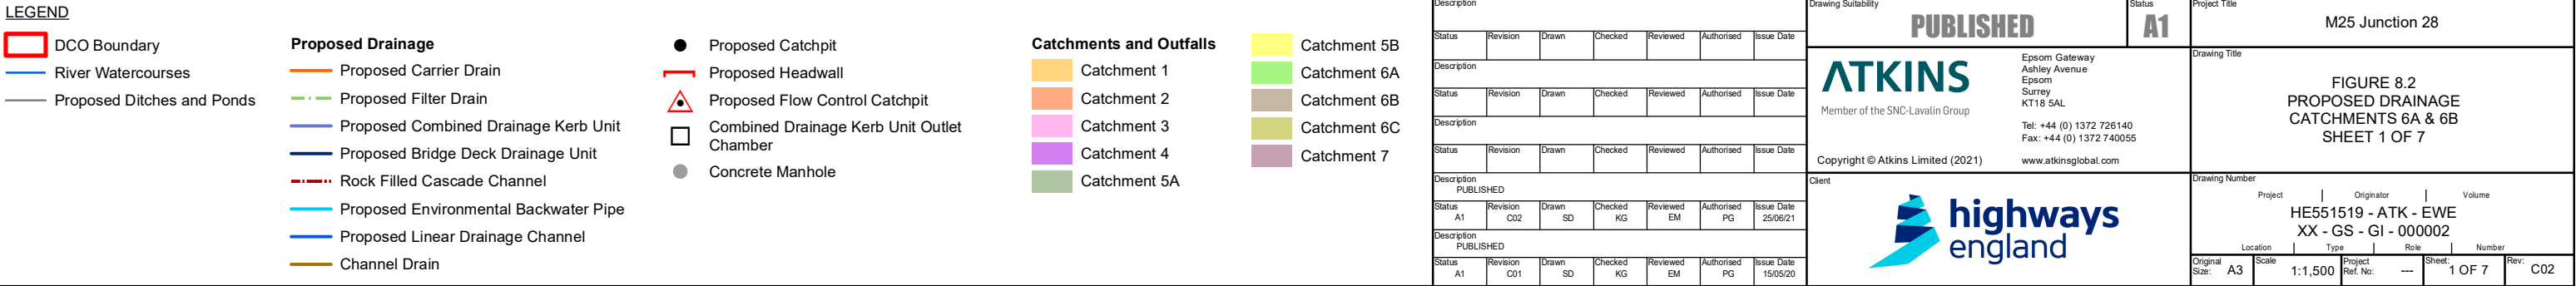 LEGEND
DCO Boundary
River Watercourses
Proposed Ditches and Ponds
Proposed Drainage
Proposed Carrier Drain
Proposed Filter Drain
Proposed Combined Drainage Kerb Unit
Proposed Bridge Deck Drainage Unit
Rock Filled Cascade Channel
Proposed Environmental Backwater Pipe
Proposed Linear Drainage Channel
Channel Drain
Proposed Catchpit
Proposed Headwall
Proposed Flow Control Catchpit
Combined Drainage Kerb Unit Outlet
Chamber
Concrete Manhole
Catchments and Outfalls
Catchment 1
Catchment 2
Catchment 3
Catchment 4
Catchment 5A
Catchment 5B
Catchment 6A
Catchment 6B
Catchment 6C
Catchment 7
Description
Status Revision Drawn Checked Reviewed Authorised Issue Date
Description
Status Revision Drawn Checked Reviewed Authorised Issue Date
Description
Status Revision Drawn Checked Reviewed Authorised Issue Date
Description
PUBLISHED
Status Revision Drawn Checked Reviewed Authorised Issue Date
A1 C02 SD KG EM PG 25/06/21
Description
PUBLISHED
Status Revision Drawn Checked Reviewed Authorised Issue Date
A1 C01 SD KG EM PG 15/05/20
Drawing Suitability
PUBLISHED
Status
A1
ATKINS
Member of the SNC-Lavalin Group
Epsom Gateway
Ashley Avenue
Epsom
Surrey
KT18 5AL
Tel: +44 (0) 1372 726140
Fax: +44 (0) 1372 740055
Copyright © Atkins Limited (2021) www.atkinsglobal.com
Client
highways
england
Project Title
M25 Junction 28
Drawing Title
FIGURE 8.2
PROPOSED DRAINAGE
CATCHMENTS 6A & 6B
SHEET 1 OF 7
Drawing Number
Project Originator Volume
HE551519 - ATK - EWE
XX - GS - GI - 000002
Location Type Role Number
Original Size: A3 Scale 1:1,500 Project Ref. No: --- Sheet: 1 OF 7 Rev: C02